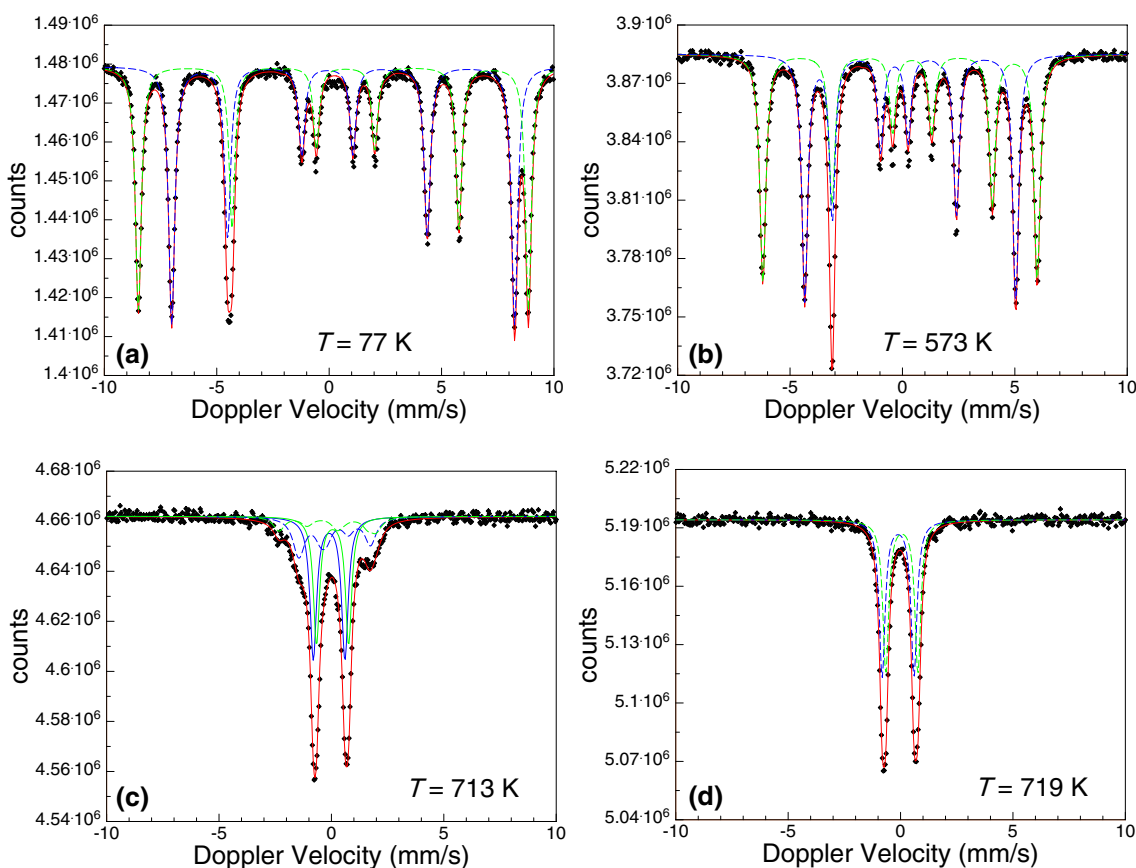 1.49·10⁶
1.48·10⁶
1.47·10⁶
1.46·10⁶
1.45·10⁶
1.44·10⁶
1.43·10⁶
1.42·10⁶
1.41·10⁶
1.4·10⁶
counts
(a)
T = 77 K
-10 -5 0 5 10
Doppler Velocity (mm/s)
3.9·10⁶
3.87·10⁶
3.84·10⁶
3.81·10⁶
3.78·10⁶
3.75·10⁶
3.72·10⁶
counts
(b)
T = 573 K
-10 -5 0 5 10
Doppler Velocity (mm/s)
4.68·10⁶
4.66·10⁶
4.64·10⁶
4.62·10⁶
4.6·10⁶
4.58·10⁶
4.56·10⁶
4.54·10⁶
counts
(c)
T = 713 K
-10 -5 0 5 10
Doppler Velocity (mm/s)
5.22·10⁶
5.19·10⁶
5.16·10⁶
5.13·10⁶
5.1·10⁶
5.07·10⁶
5.04·10⁶
counts
(d)
T = 719 K
-10 -5 0 5 10
Doppler Velocity (mm/s)